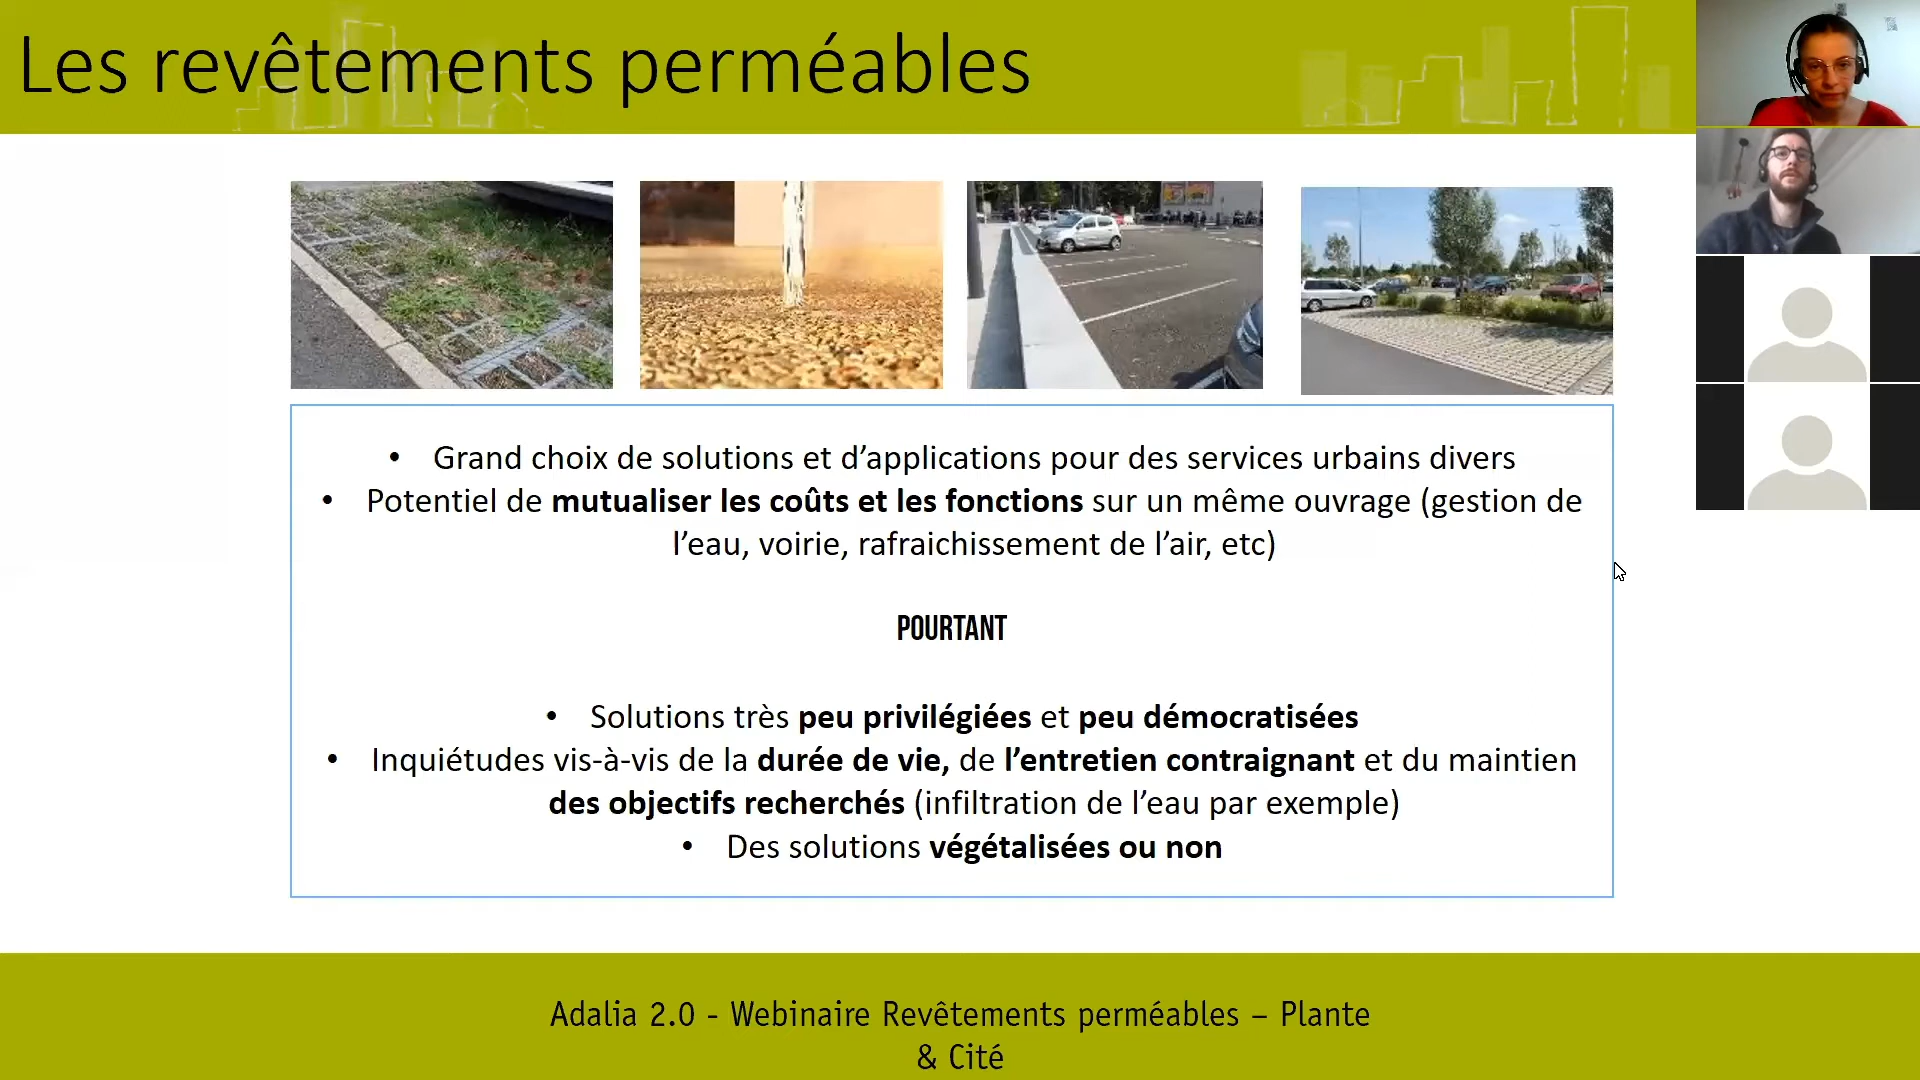 Les revêtements perméables
• Grand choix de solutions et d’applications pour des services urbains divers
• Potentiel de mutualiser les coûts et les fonctions sur un même ouvrage (gestion de
l’eau, voirie, rafraichissement de l’air, etc)
POURTANT
• Solutions très peu privilégiées et peu démocratisées
• Inquiétudes vis-à-vis de la durée de vie, de l’entretien contraignant et du maintien
des objectifs recherchés (infiltration de l’eau par exemple)
• Des solutions végétalisées ou non
Adalia 2.0 - Webinaire Revêtements perméables – Plante
& Cité